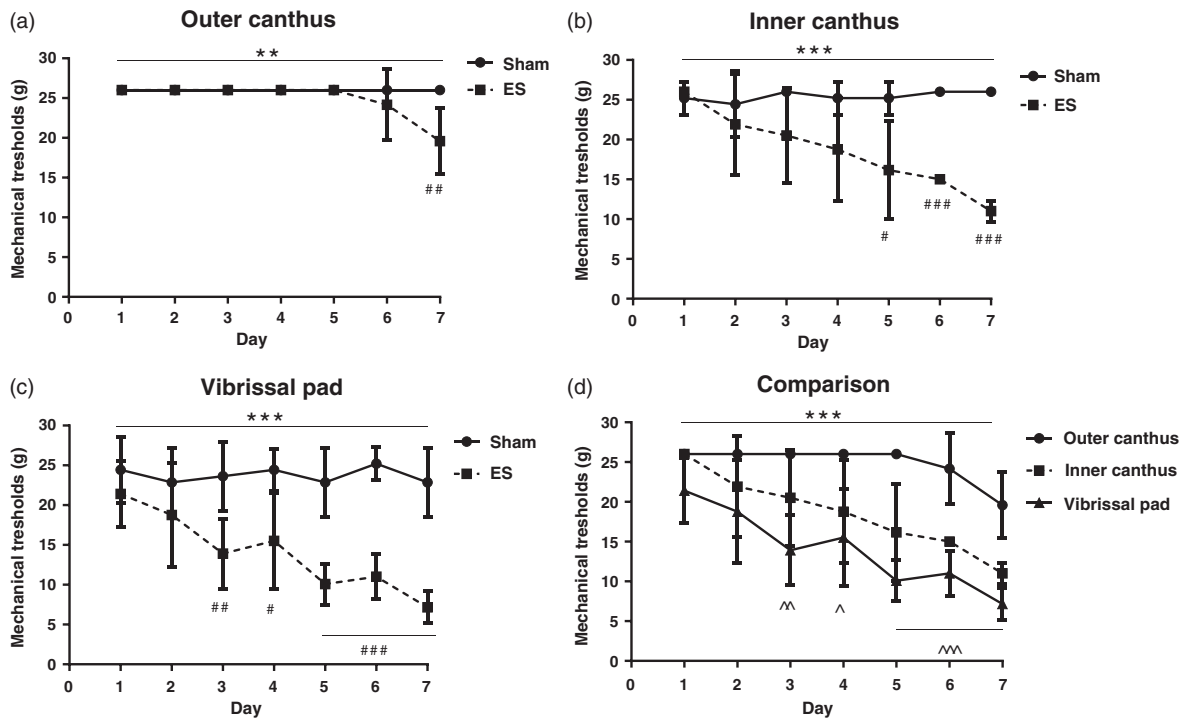 (a)
Outer canthus
**
Mechanical tresholds (g)
30
25
20
15
10
5
0
0 1 2 3 4 5 6 7
Day
Sham
ES
##
(b)
Inner canthus
***
Mechanical tresholds (g)
30
25
20
15
10
5
0
0 1 2 3 4 5 6 7
Day
Sham
ES
#
###
###
(c)
Vibrissal pad
***
Mechanical tresholds (g)
30
25
20
15
10
5
0
0 1 2 3 4 5 6 7
Day
Sham
ES
## #
###
(d)
Comparison
***
Mechanical tresholds (g)
30
25
20
15
10
5
0
0 1 2 3 4 5 6 7
Day
Outer canthus
Inner canthus
Vibrissal pad
^^ ^
^^^